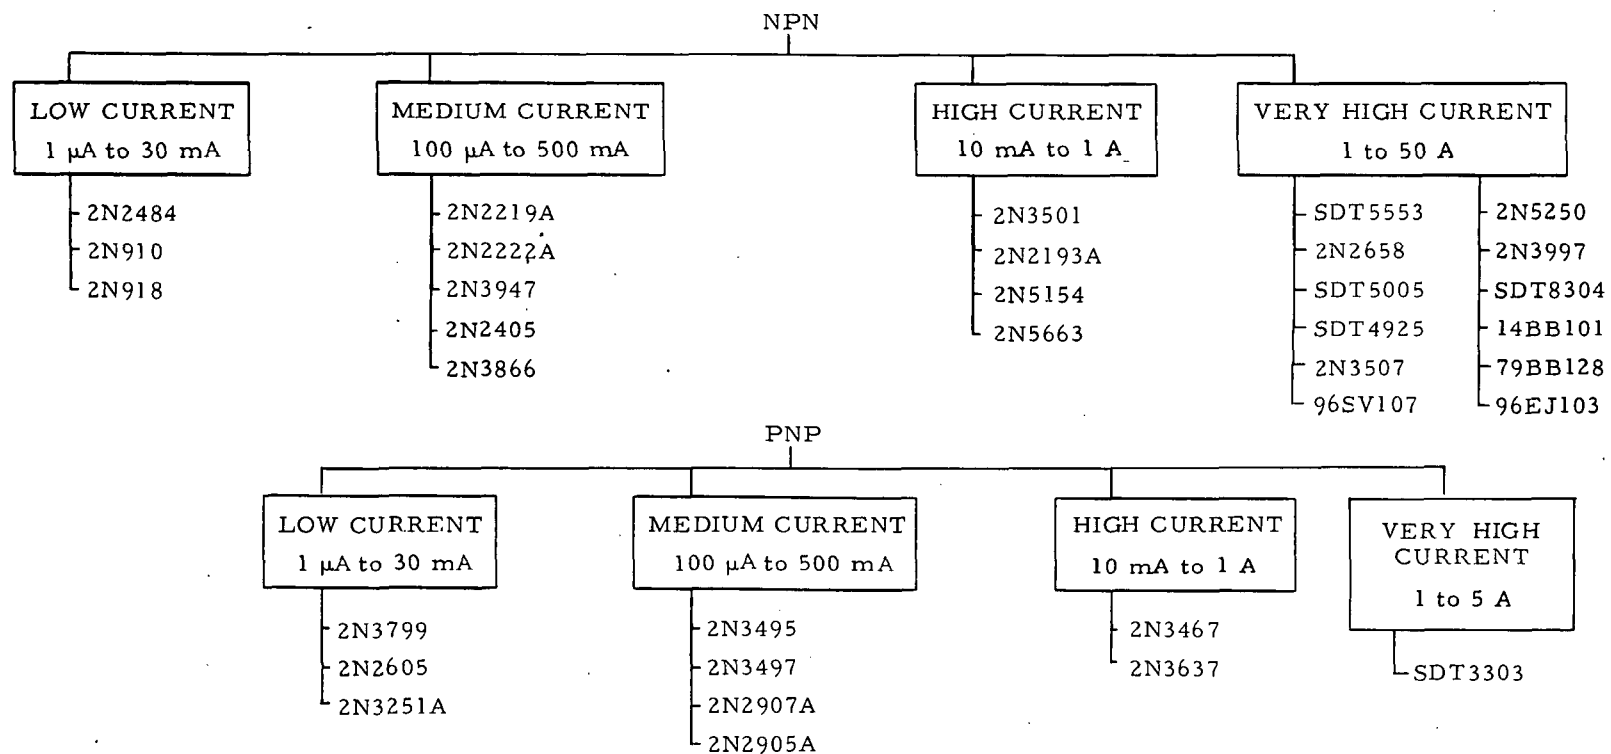 NPN
LOW CURRENT
1 µA to 30 mA
2N2484
2N910
2N918
MEDIUM CURRENT
100 µA to 500 mA
2N2219A
2N2222A
2N3947
2N2405
2N3866
HIGH CURRENT
10 mA to 1 A
2N3501
2N2193A
2N5154
2N5663
VERY HIGH CURRENT
1 to 50 A
SDT5553
2N2658
SDT5005
SDT4925
2N3507
96SV107
2N5250
2N3997
SDT8304
14BB101
79BB128
96EJ103
PNP
LOW CURRENT
1 µA to 30 mA
2N3799
2N2605
2N3251A
MEDIUM CURRENT
100 µA to 500 mA
2N3495
2N3497
2N2907A
2N2905A
HIGH CURRENT
10 mA to 1 A
2N3467
2N3637
VERY HIGH
CURRENT
1 to 5 A
SDT3303